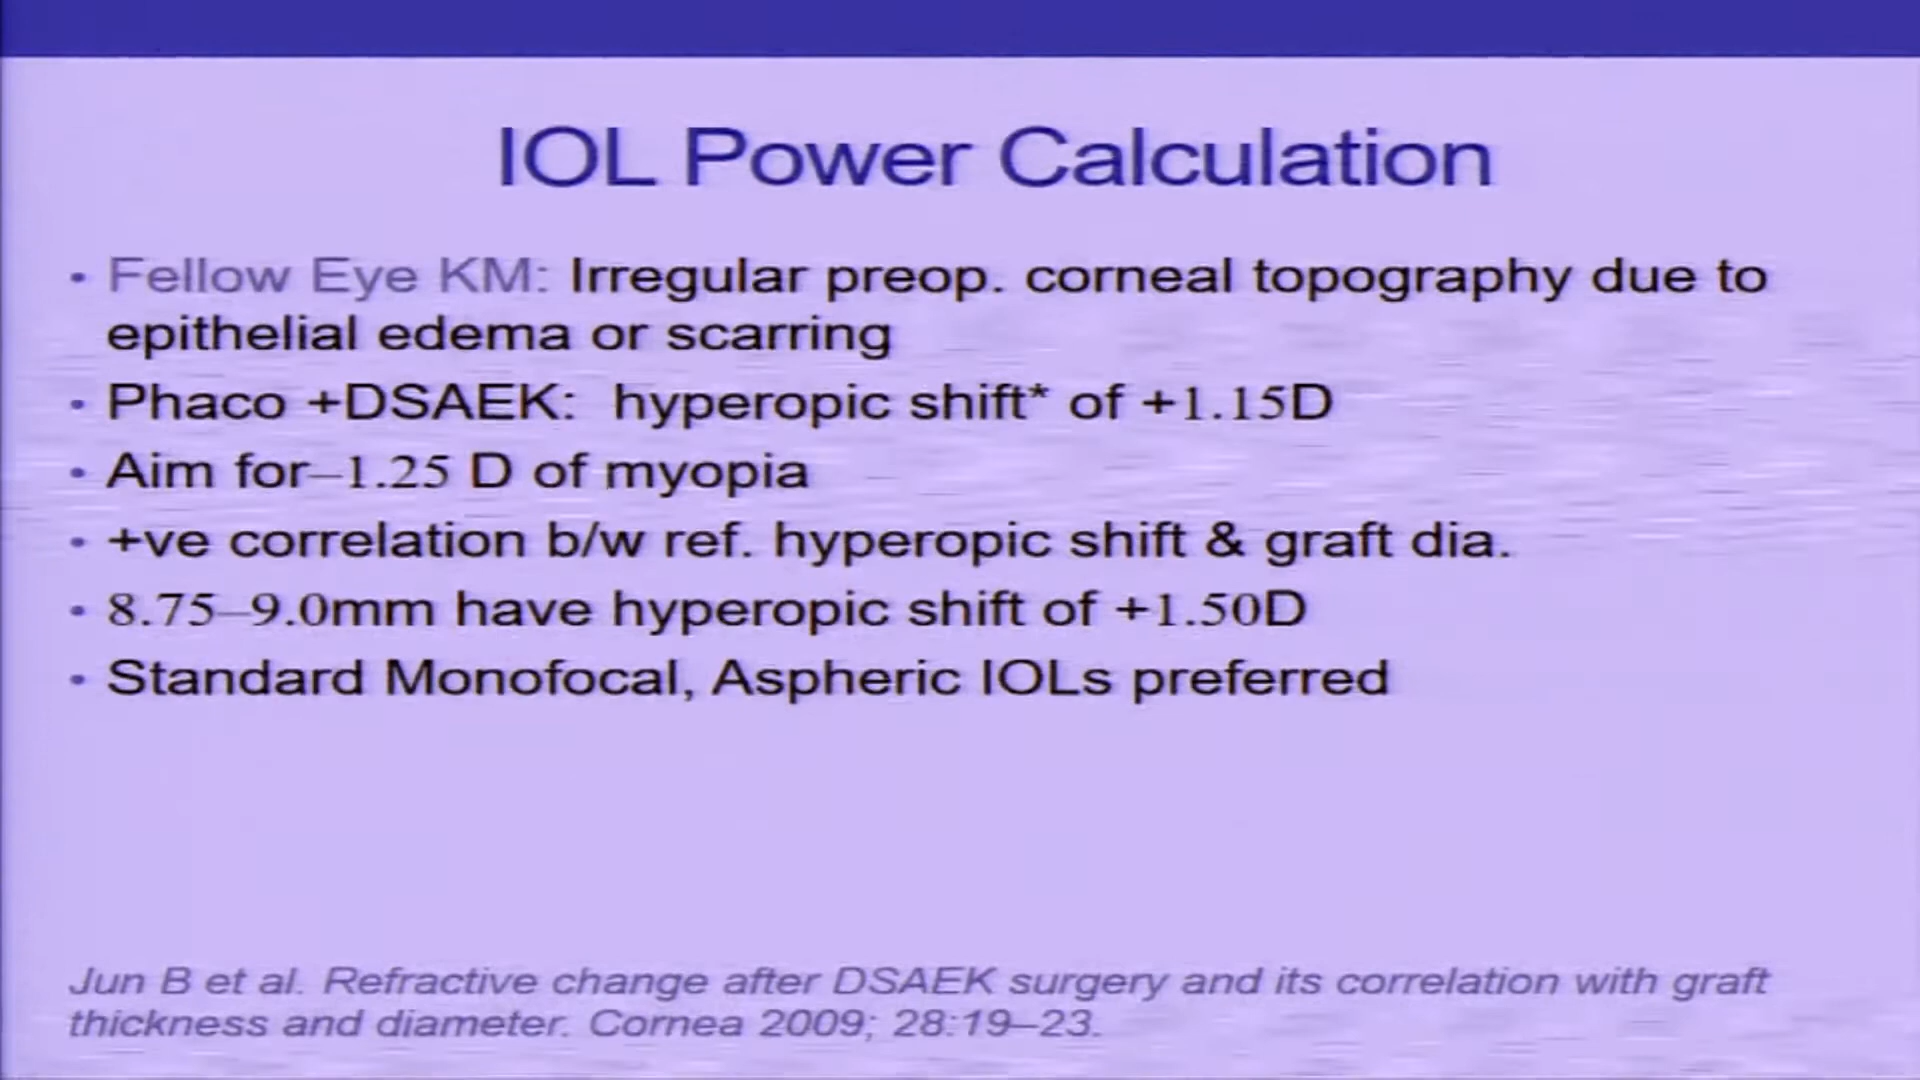 IOL Power Calculation
• Fellow Eye KM: Irregular preop. corneal topography due to
epithelial edema or scarring
• Phaco +DSAEK: hyperopic shift* of +1.15D
• Aim for–1.25 D of myopia
• +ve correlation b/w ref. hyperopic shift & graft dia.
• 8.75–9.0mm have hyperopic shift of +1.50D
• Standard Monofocal, Aspheric IOLs preferred
Jun B et al. Refractive change after DSAEK surgery and its correlation with graft
thickness and diameter. Cornea 2009; 28:19–23.